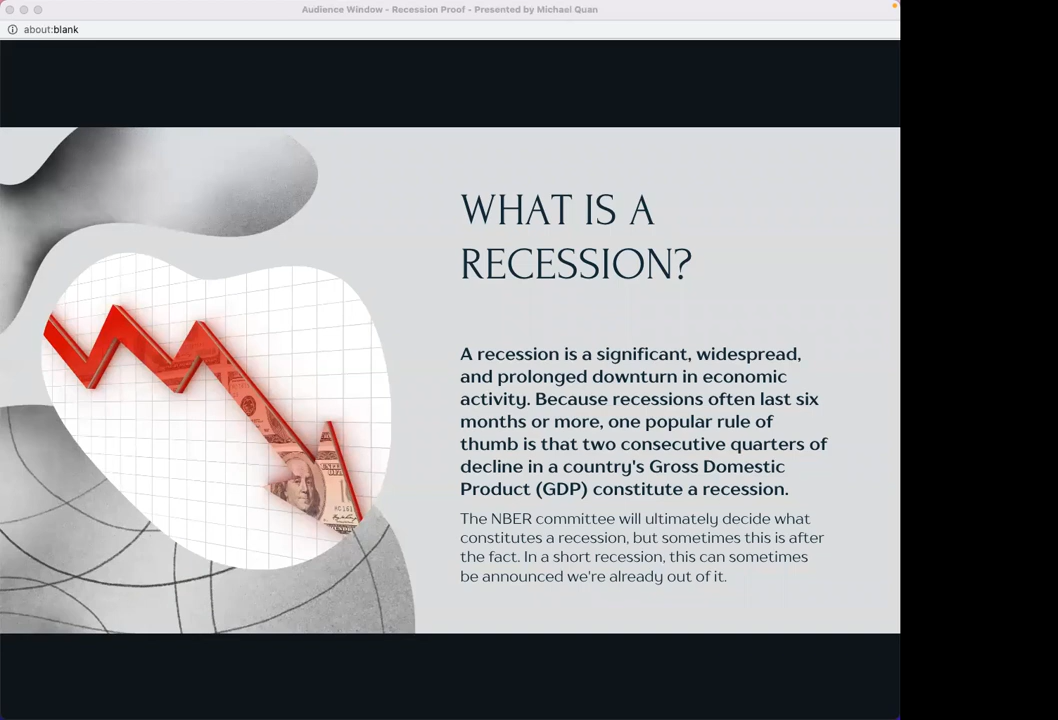 Audience Window - Recession Proof - Presented by Michael Quan
about:blank
WHAT IS A
RECESSION?
A recession is a significant, widespread,
and prolonged downturn in economic
activity. Because recessions often last six
months or more, one popular rule of
thumb is that two consecutive quarters of
decline in a country's Gross Domestic
Product (GDP) constitute a recession.
The NBER committee will ultimately decide what
constitutes a recession, but sometimes this is after
the fact. In a short recession, this can sometimes
be announced we're already out of it.